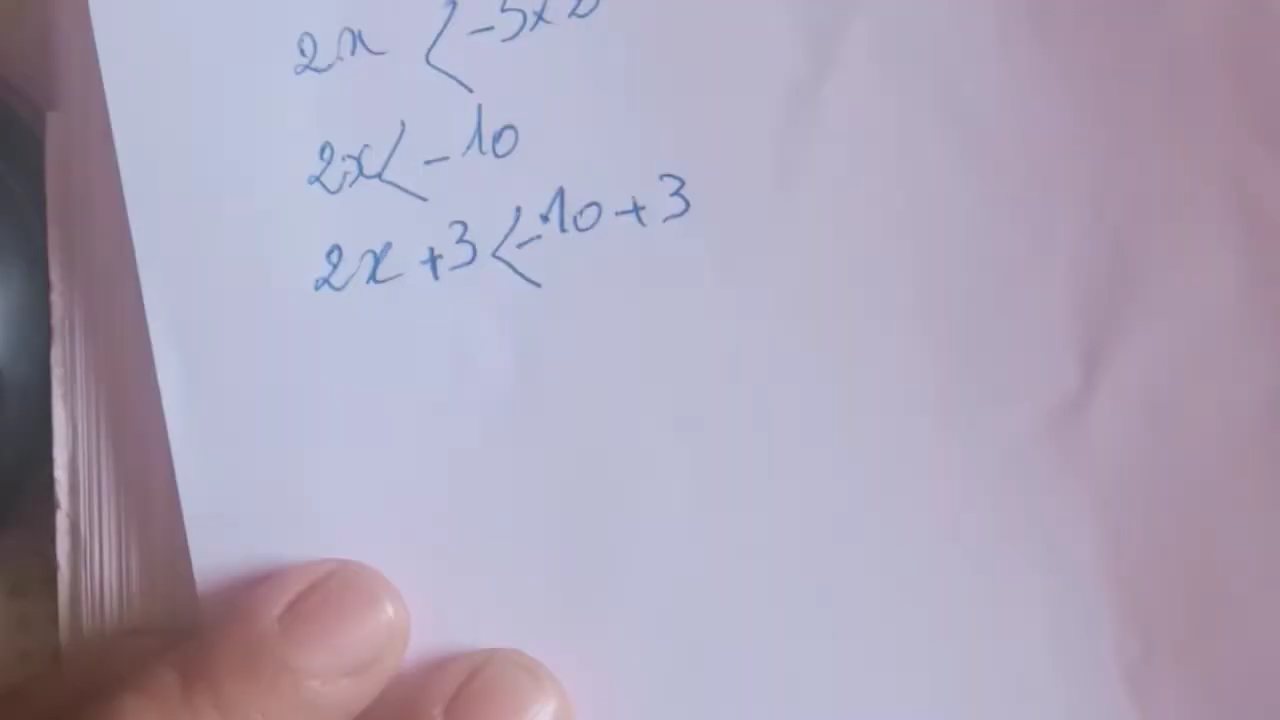 2x < -5x2
2x < -10
2x +3 < -10 + 3